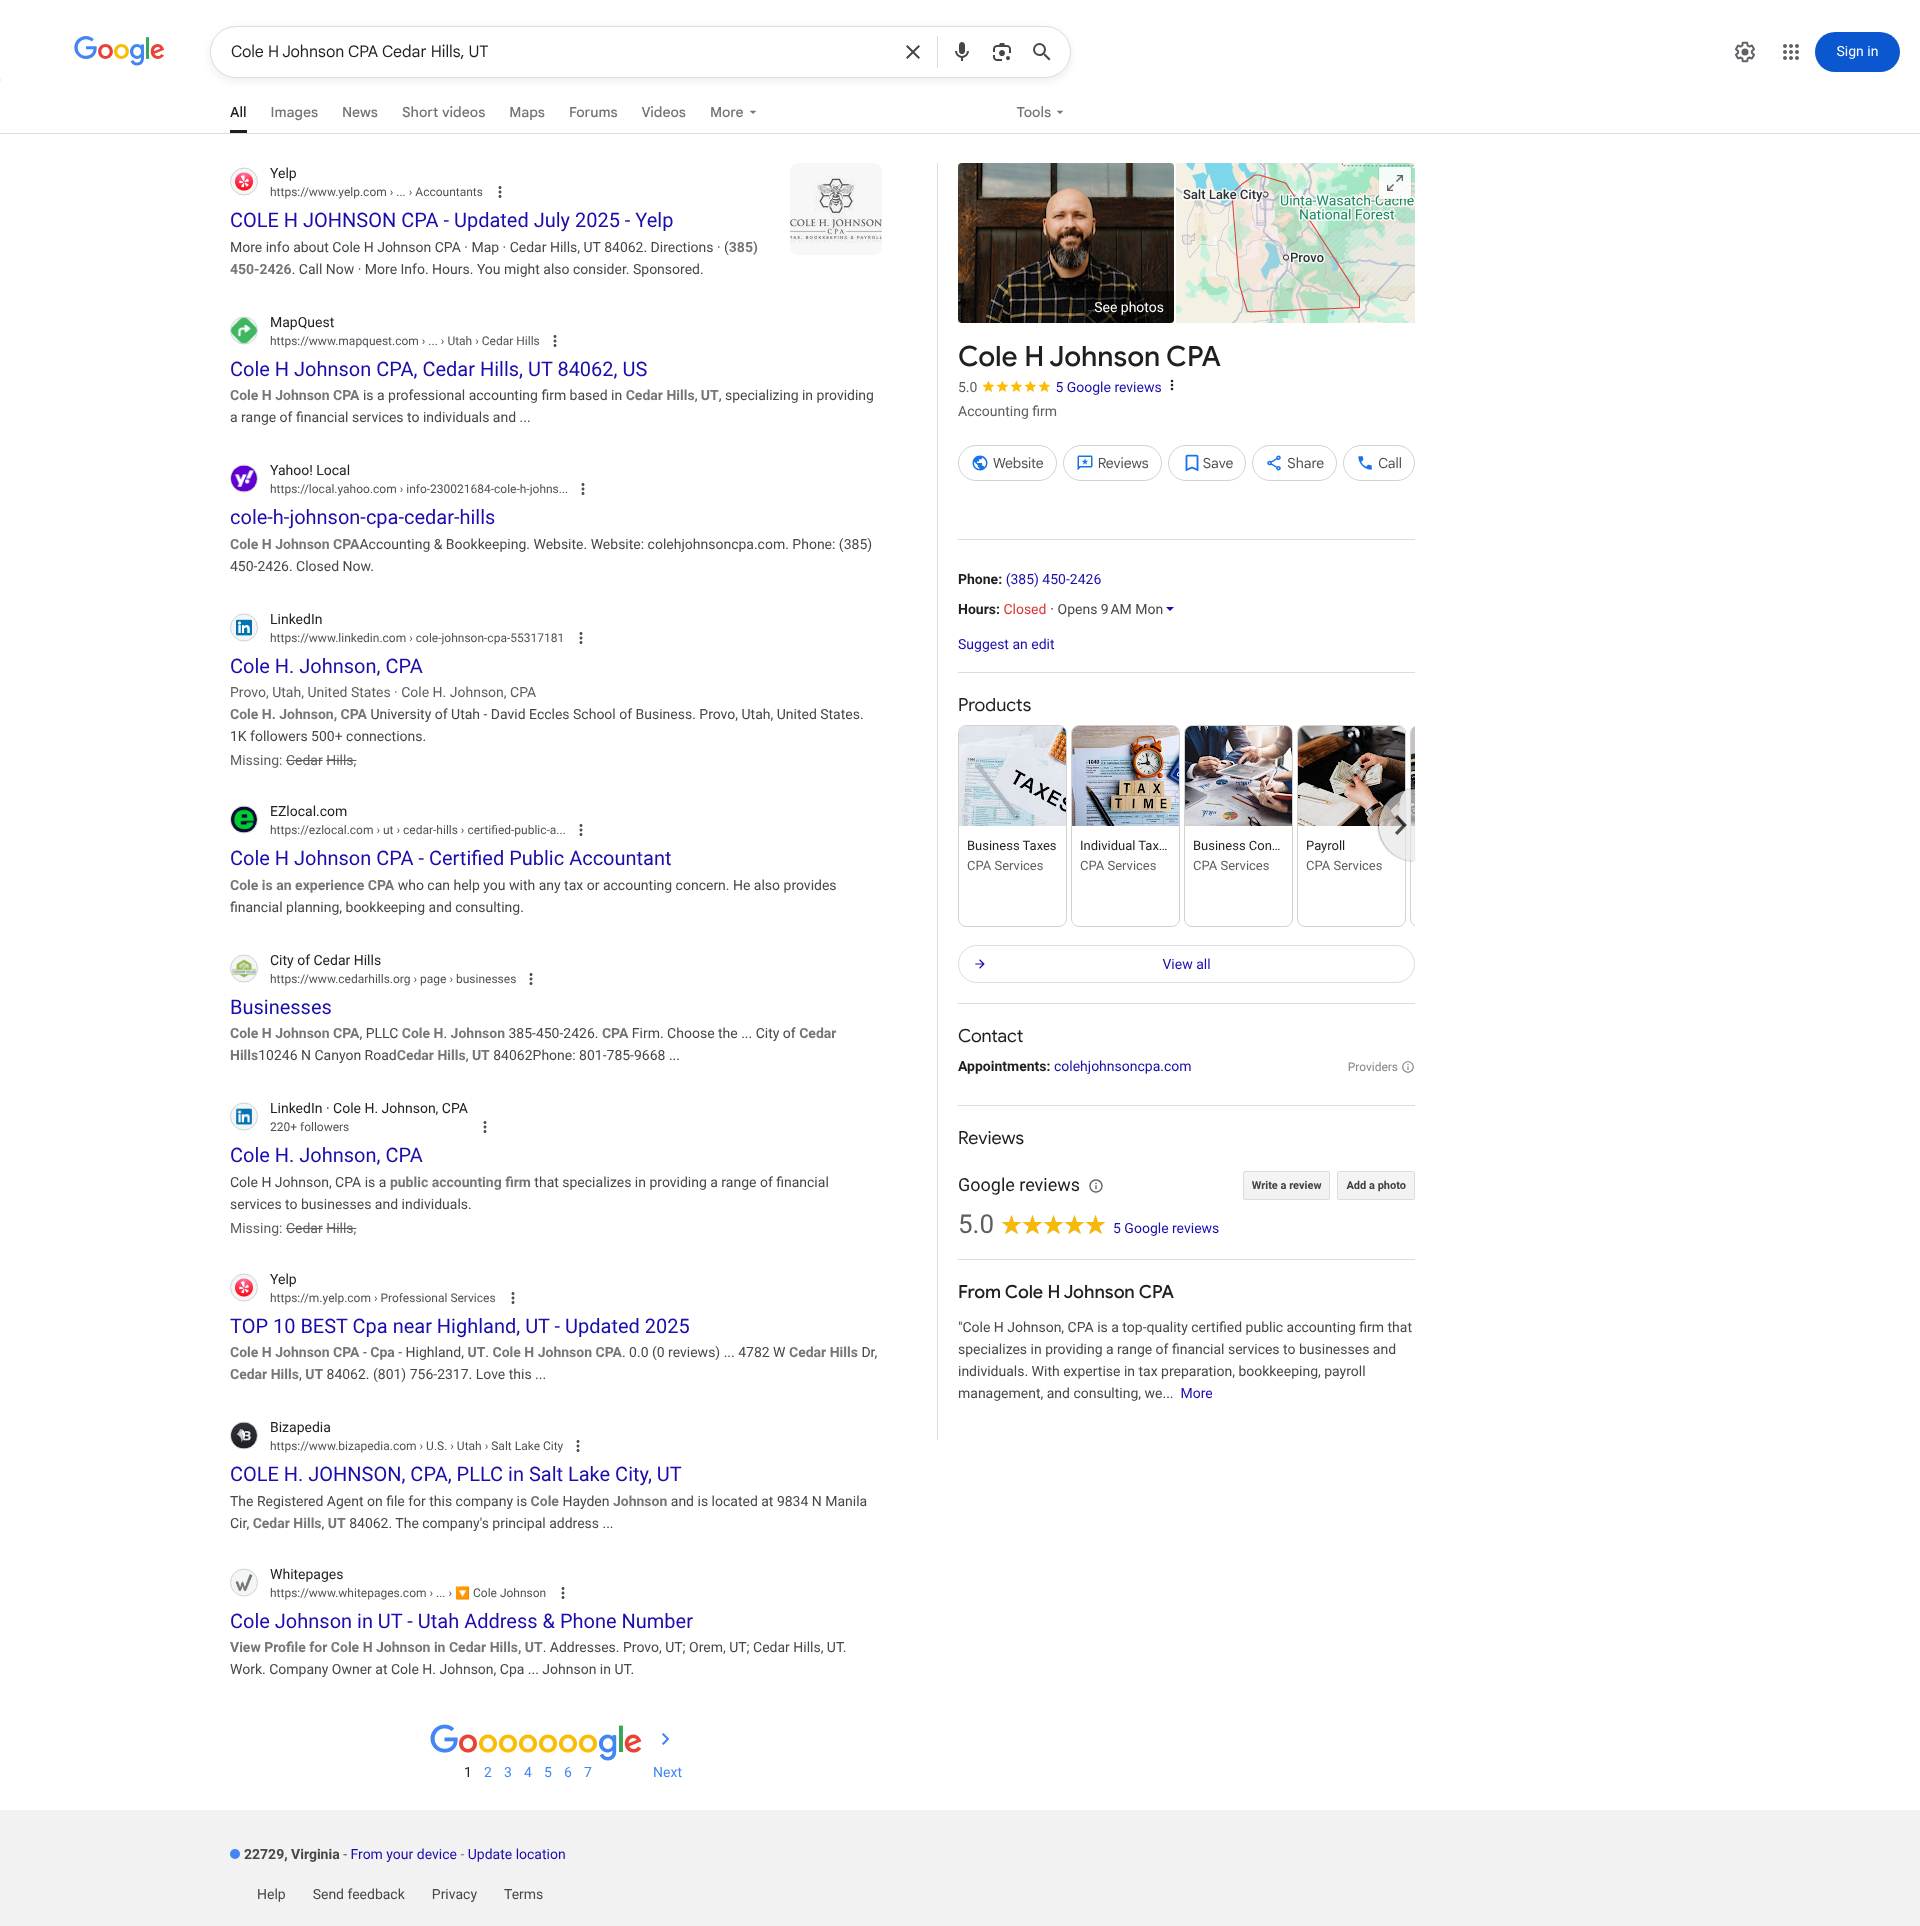 Google
Cole H Johnson CPA Cedar Hills, UT
Sign in
All
Images
News
Short videos
Maps
Forums
Videos
More
Tools
Yelp
https://www.yelp.com › ... › Accountants
COLE H JOHNSON CPA - Updated July 2025 - Yelp
More info about Cole H Johnson CPA · Map · Cedar Hills, UT 84062. Directions · (385)
450-2426. Call Now · More Info. Hours. You might also consider. Sponsored.
COLE H. JOHNSON
CPA
TAX, BOOKKEEPING & PAYROLL
MapQuest
https://www.mapquest.com › ... › Utah › Cedar Hills
Cole H Johnson CPA, Cedar Hills, UT 84062, US
Cole H Johnson CPA is a professional accounting firm based in Cedar Hills, UT, specializing in providing
a range of financial services to individuals and ...
Yahoo! Local
https://local.yahoo.com › info-230021684-cole-h-johns...
cole-h-johnson-cpa-cedar-hills
Cole H Johnson CPAAccounting & Bookkeeping. Website. Website: colehjohnsoncpa.com. Phone: (385)
450-2426. Closed Now.
LinkedIn
https://www.linkedin.com › cole-johnson-cpa-55317181
Cole H. Johnson, CPA
Provo, Utah, United States · Cole H. Johnson, CPA
Cole H. Johnson, CPA University of Utah - David Eccles School of Business. Provo, Utah, United States.
1K followers 500+ connections.
Missing: Cedar Hills,
EZlocal.com
https://ezlocal.com › ut › cedar-hills › certified-public-a...
Cole H Johnson CPA - Certified Public Accountant
Cole is an experience CPA who can help you with any tax or accounting concern. He also provides
financial planning, bookkeeping and consulting.
City of Cedar Hills
https://www.cedarhills.org › page › businesses
Businesses
Cole H Johnson CPA, PLLC Cole H. Johnson 385-450-2426. CPA Firm. Choose the ... City of Cedar
Hills10246 N Canyon RoadCedar Hills, UT 84062Phone: 801-785-9668 ...
LinkedIn · Cole H. Johnson, CPA
220+ followers
Cole H. Johnson, CPA
Cole H Johnson, CPA is a public accounting firm that specializes in providing a range of financial
services to businesses and individuals.
Missing: Cedar Hills,
Yelp
https://m.yelp.com › Professional Services
TOP 10 BEST Cpa near Highland, UT - Updated 2025
Cole H Johnson CPA - Cpa - Highland, UT. Cole H Johnson CPA. 0.0 (0 reviews) ... 4782 W Cedar Hills Dr,
Cedar Hills, UT 84062. (801) 756-2317. Love this ...
Bizapedia
https://www.bizapedia.com › U.S. › Utah › Salt Lake City
COLE H. JOHNSON, CPA, PLLC in Salt Lake City, UT
The Registered Agent on file for this company is Cole Hayden Johnson and is located at 9834 N Manila
Cir, Cedar Hills, UT 84062. The company's principal address ...
Whitepages
https://www.whitepages.com › ... › 🔽 Cole Johnson
Cole Johnson in UT - Utah Address & Phone Number
View Profile for Cole H Johnson in Cedar Hills, UT. Addresses. Provo, UT; Orem, UT; Cedar Hills, UT.
Work. Company Owner at Cole H. Johnson, Cpa ... Johnson in UT.
Goooooooogle
1 2 3 4 5 6 7 Next
See photos
Salt Lake City
Uinta-Wasatch-Cache
National Forest
Provo
Cole H Johnson CPA
5.0 5 Google reviews
Accounting firm
Website
Reviews
Save
Share
Call
Phone: (385) 450-2426
Hours: Closed · Opens 9 AM Mon
Suggest an edit
Products
TAXES
1040
TAX
TIME
Business Taxes
CPA Services
Individual Tax...
CPA Services
Business Con...
CPA Services
Payroll
CPA Services
View all
Contact
Appointments: colehjohnsoncpa.com
Providers
Reviews
Google reviews
Write a review
Add a photo
5.0 5 Google reviews
From Cole H Johnson CPA
"Cole H Johnson, CPA is a top-quality certified public accounting firm that
specializes in providing a range of financial services to businesses and
individuals. With expertise in tax preparation, bookkeeping, payroll
management, and consulting, we... More
22729, Virginia - From your device - Update location
Help
Send feedback
Privacy
Terms